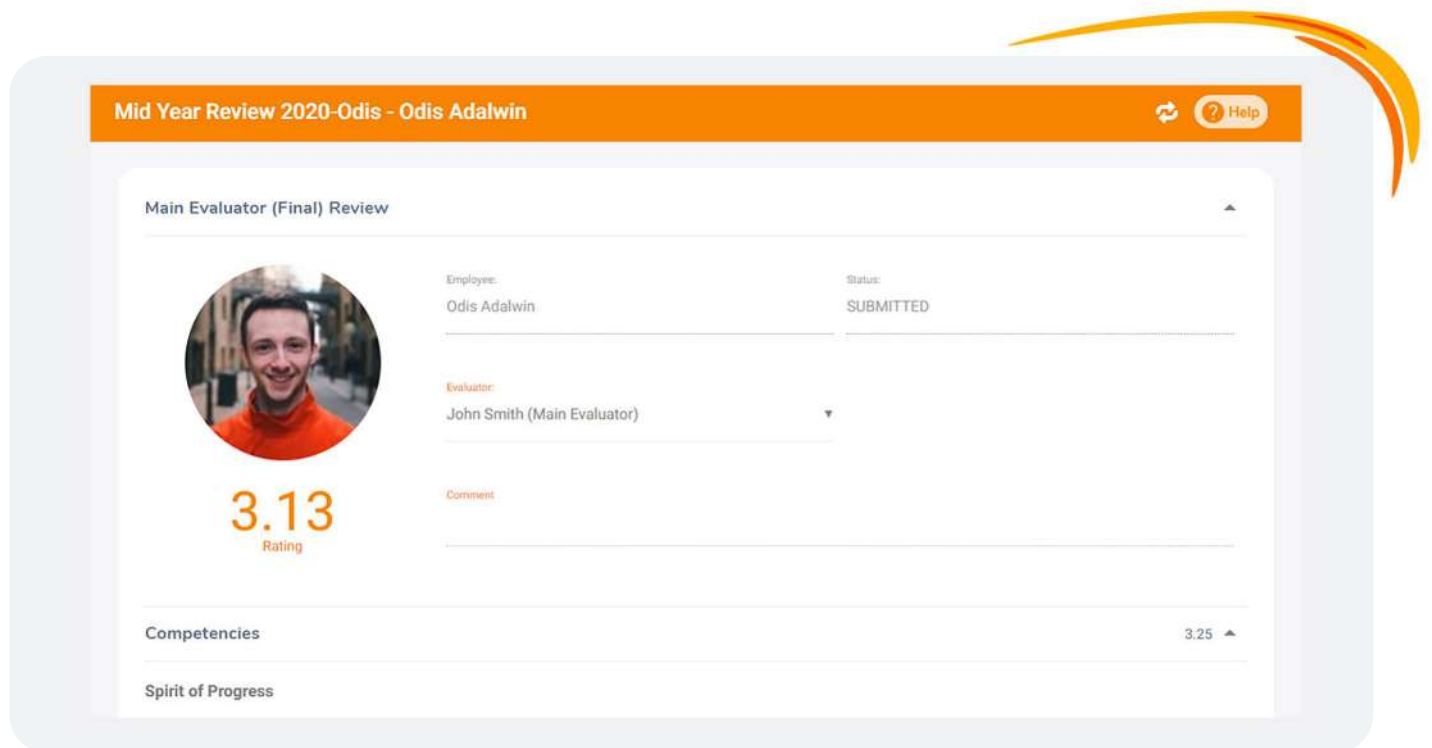 Mid Year Review 2020-Odis - Odis Adalwin
? Help
Main Evaluator (Final) Review
Employee:
Odis Adalwin
Status:
SUBMITTED
Evaluator:
John Smith (Main Evaluator)
3.13
Rating
Comment
Competencies
3.25
Spirit of Progress